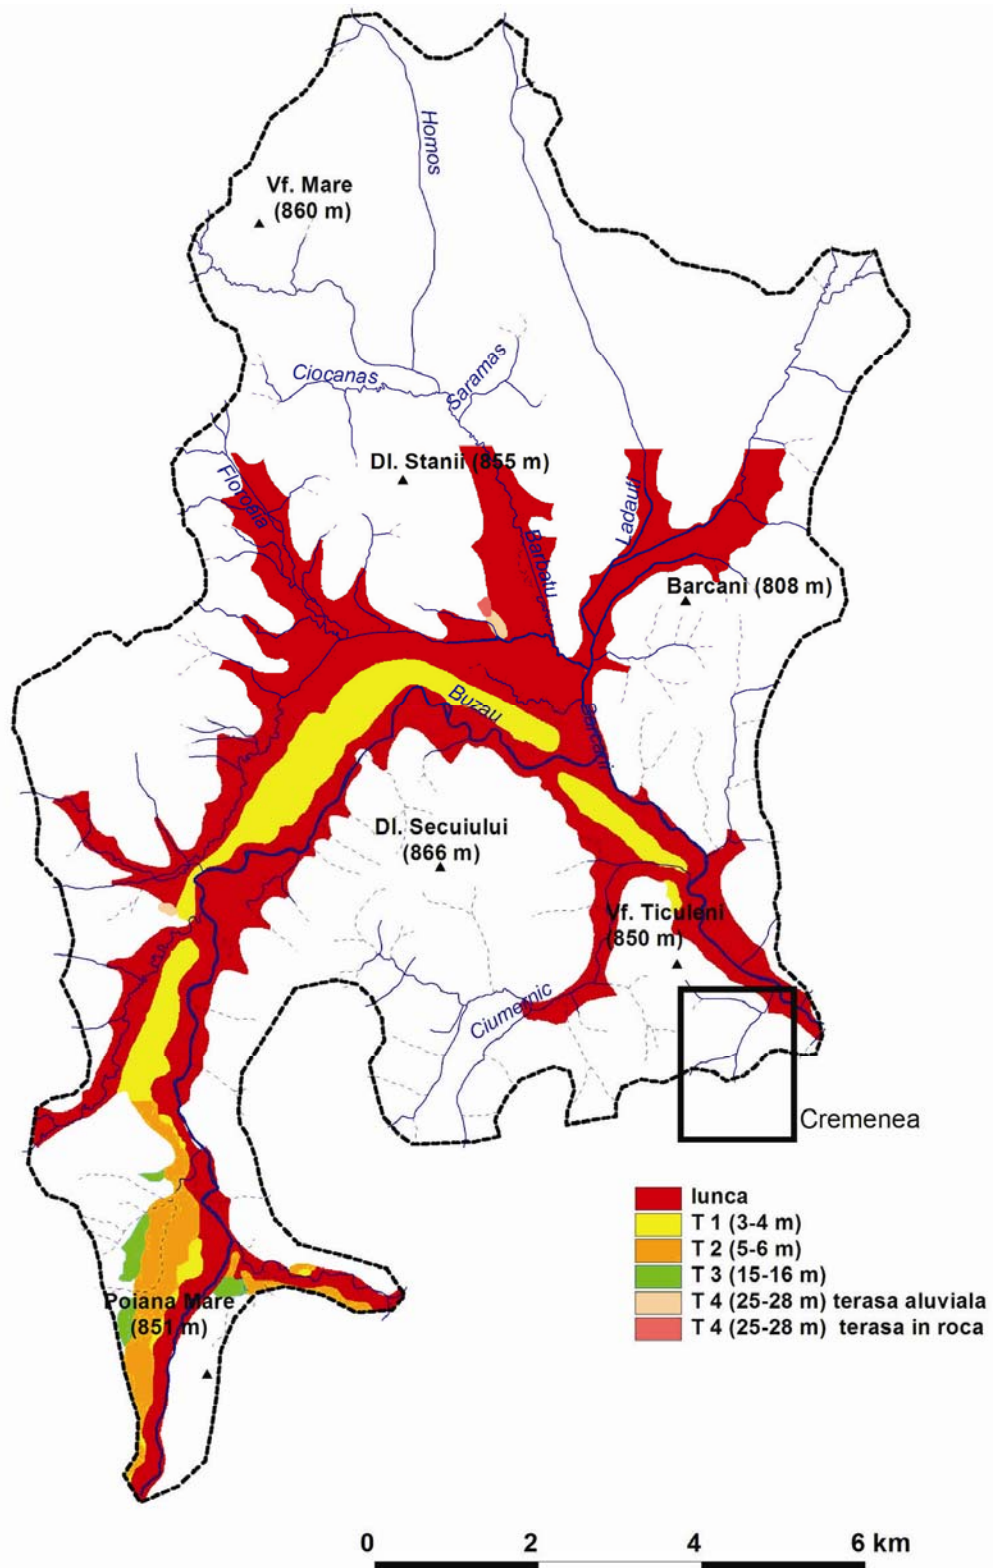 Homos
Vf. Mare
(860 m)
Ciocanas
Saramas
Dl. Stanii (855 m)
Floroaia
Ladauti
Barbatu
Barcani (808 m)
Buzau
Barcani
Dl. Secuiului
(866 m)
Vf. Ticuleni
(850 m)
Ciumernic
Cremenea
lunca
T 1 (3-4 m)
T 2 (5-6 m)
T 3 (15-16 m)
T 4 (25-28 m) terasa aluviala
T 4 (25-28 m) terasa in roca
Poiana Mare
(851 m)
0 2 4 6 km